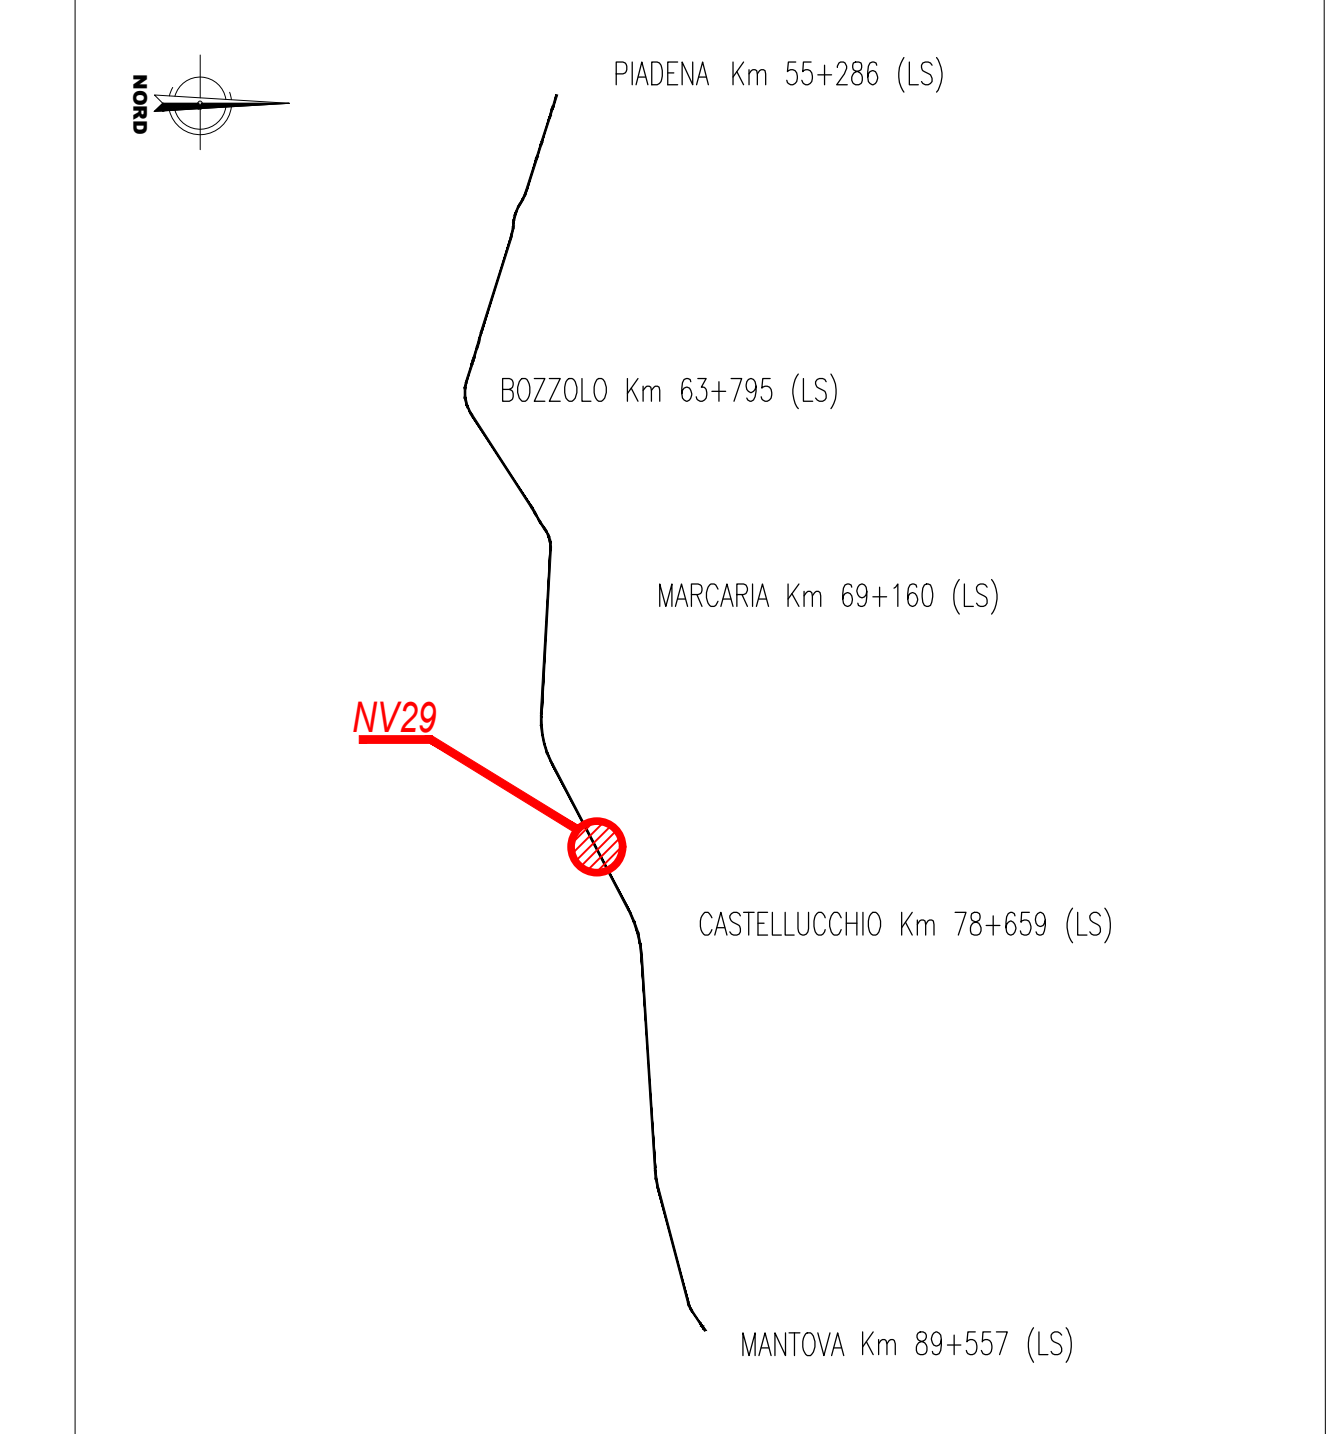 PIADENA Km 55+286 (LS)
NORD
BOZZOLO Km 63+795 (LS)
MARCARIA Km 69+160 (LS)
NV29
CASTELLUCCHIO Km 78+659 (LS)
MANTOVA Km 89+557 (LS)